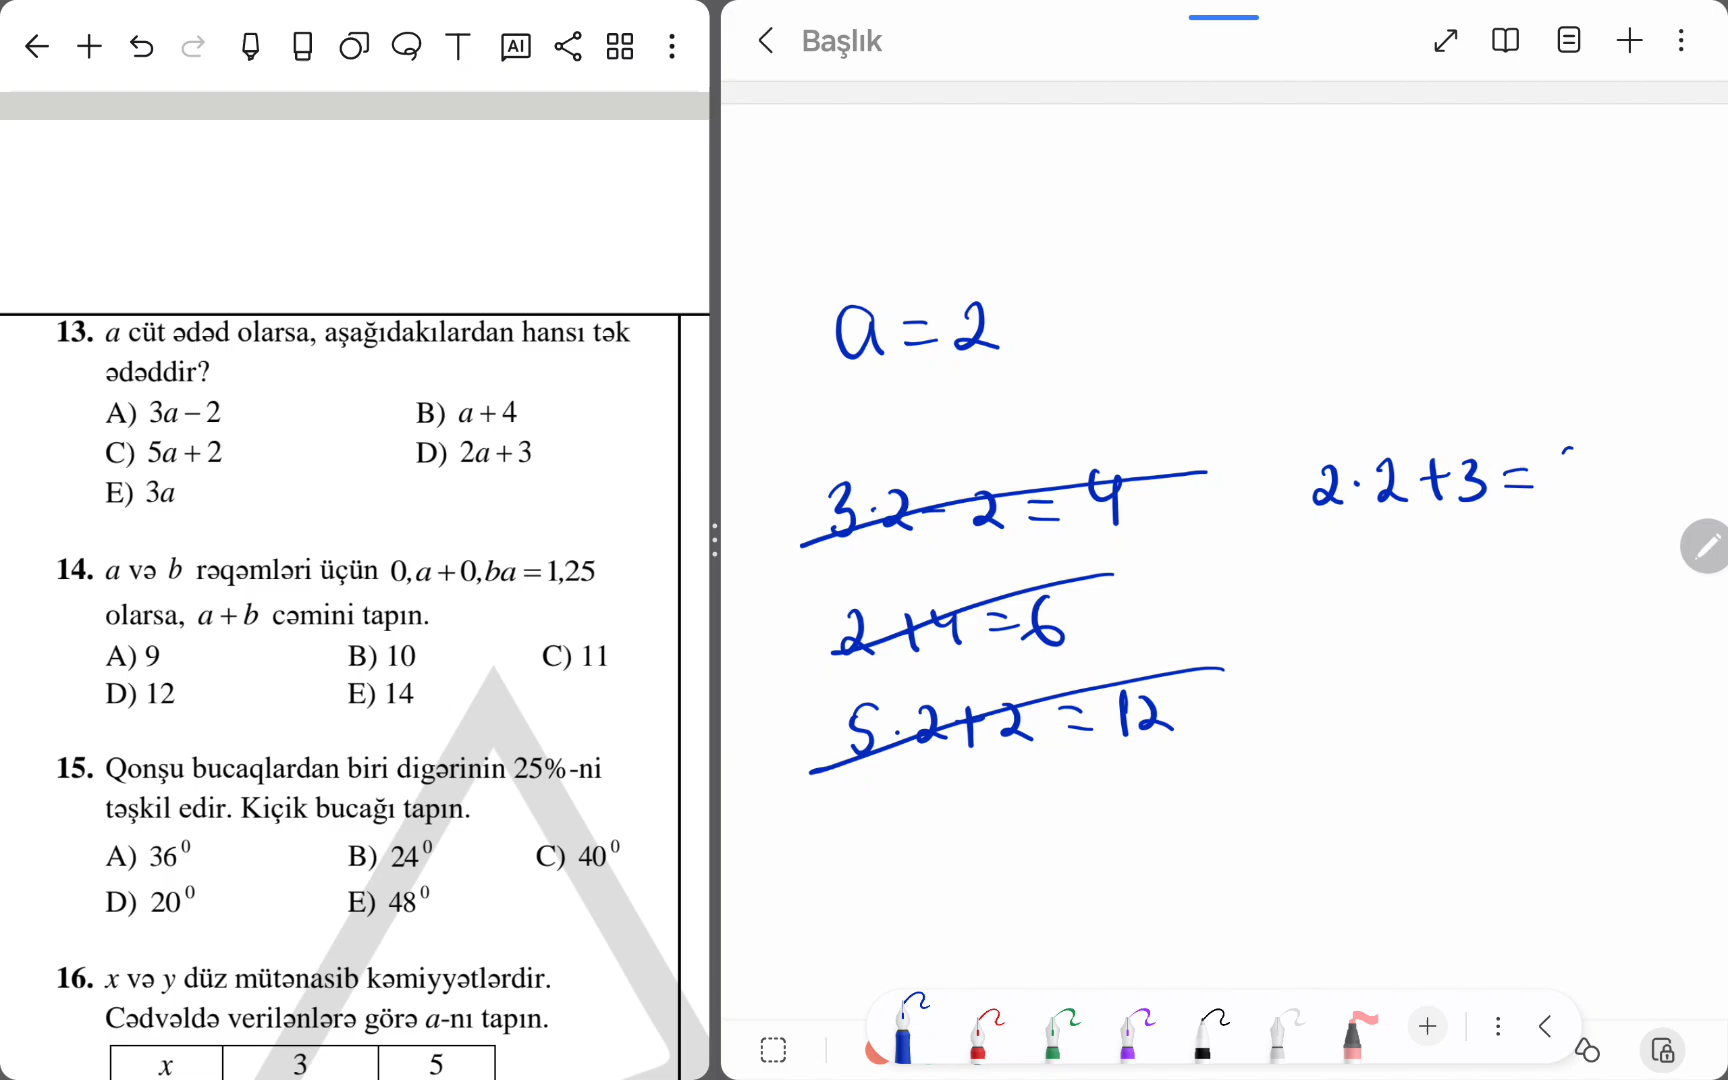 Başlık
13. a cüt ədəd olarsa, aşağıdakılardan hansı tək
ədəddir?
A) 3a – 2 B) a + 4
C) 5a + 2 D) 2a + 3
E) 3a
14. a və b rəqəmləri üçün 0,a + 0,ba = 1,25
olarsa, a + b cəmini tapın.
A) 9 B) 10 C) 11
D) 12 E) 14
15. Qonşu bucaqlardan biri digərinin 25%-ni
təşkil edir. Kiçik bucağı tapın.
A) 36⁰ B) 24⁰ C) 40⁰
D) 20⁰ E) 48⁰
16. x və y düz mütənasib kəmiyyətlərdir.
Cədvəldə verilənlərə görə a-nı tapın.
x 3 5
a = 2
3·2 – 2 = 4
2+4=6
5·2+2 = 12
2·2+3=
AI